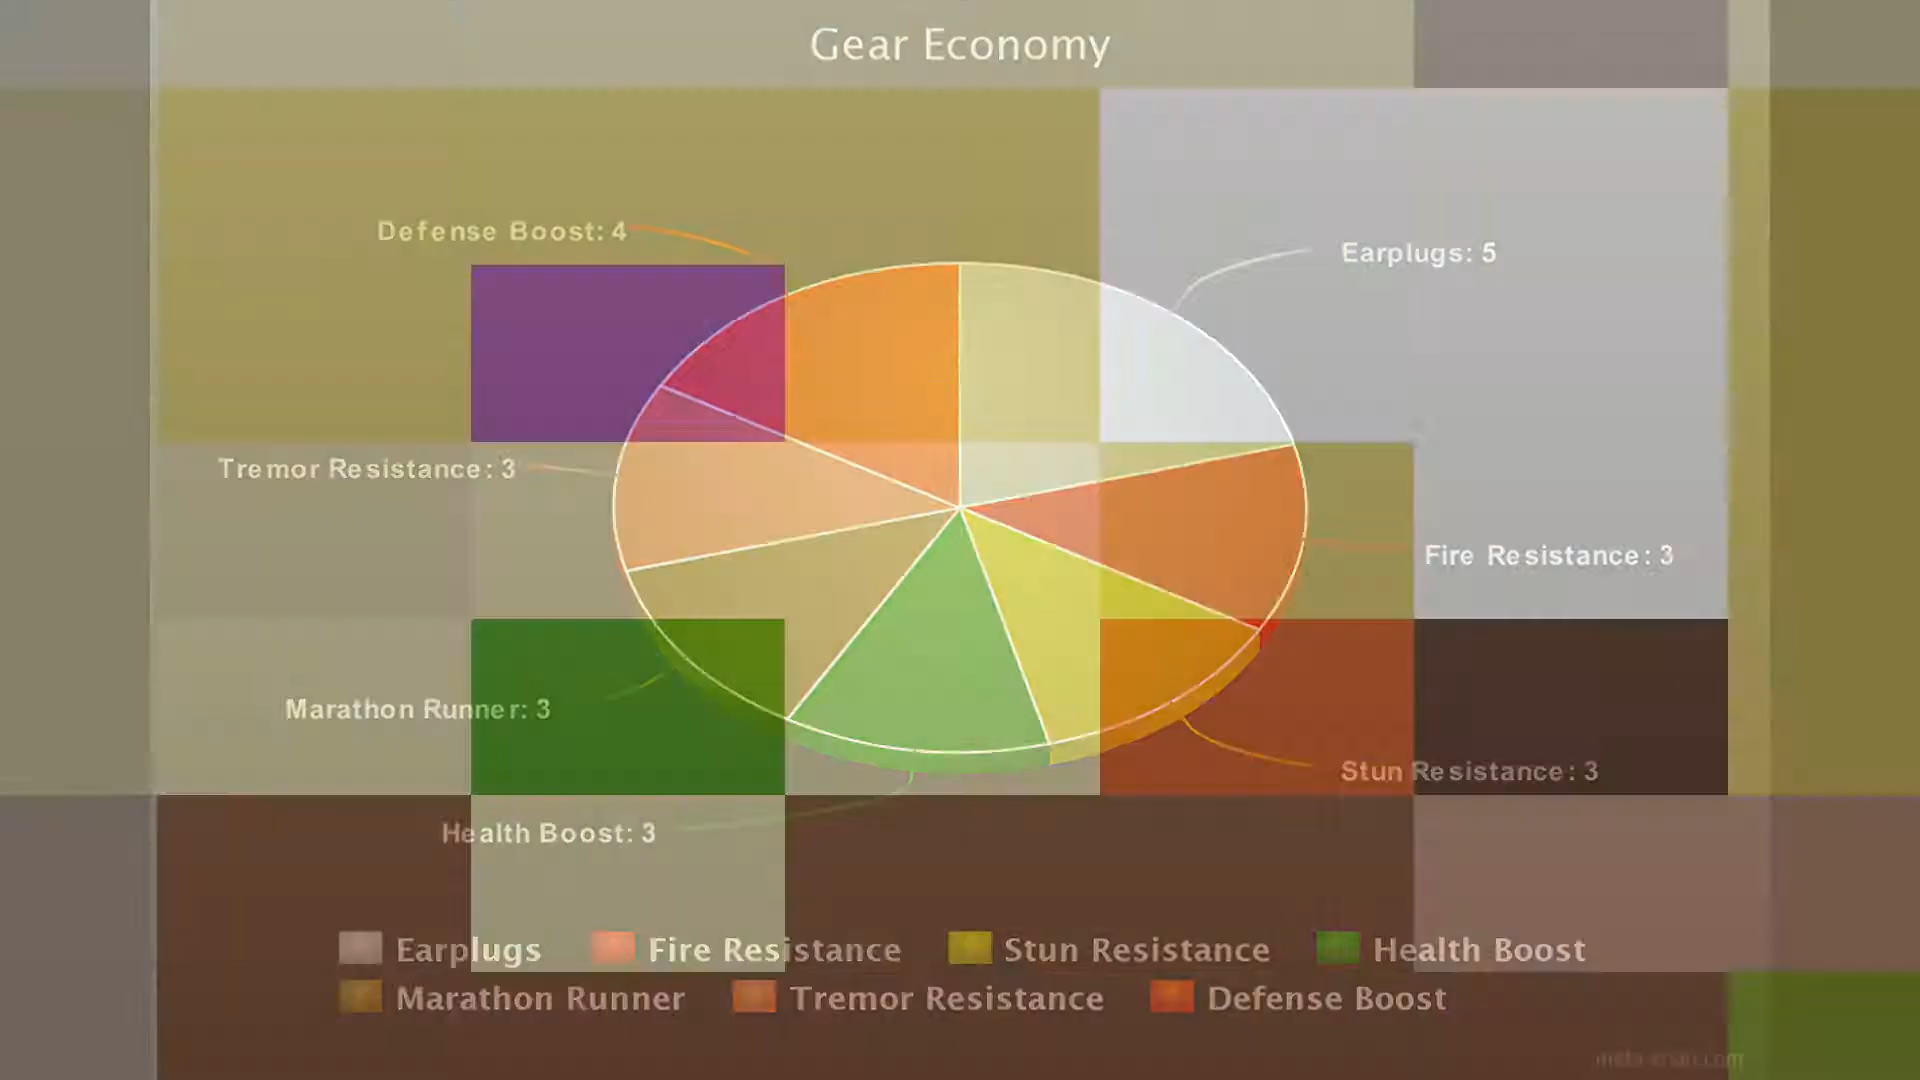 Gear Economy
Defense Boost: 4
Earplugs: 5
Tremor Resistance: 3
Fire Resistance: 3
Marathon Runner: 3
Stun Resistance: 3
Health Boost: 3
Earplugs Fire Resistance Stun Resistance Health Boost
Marathon Runner Tremor Resistance Defense Boost